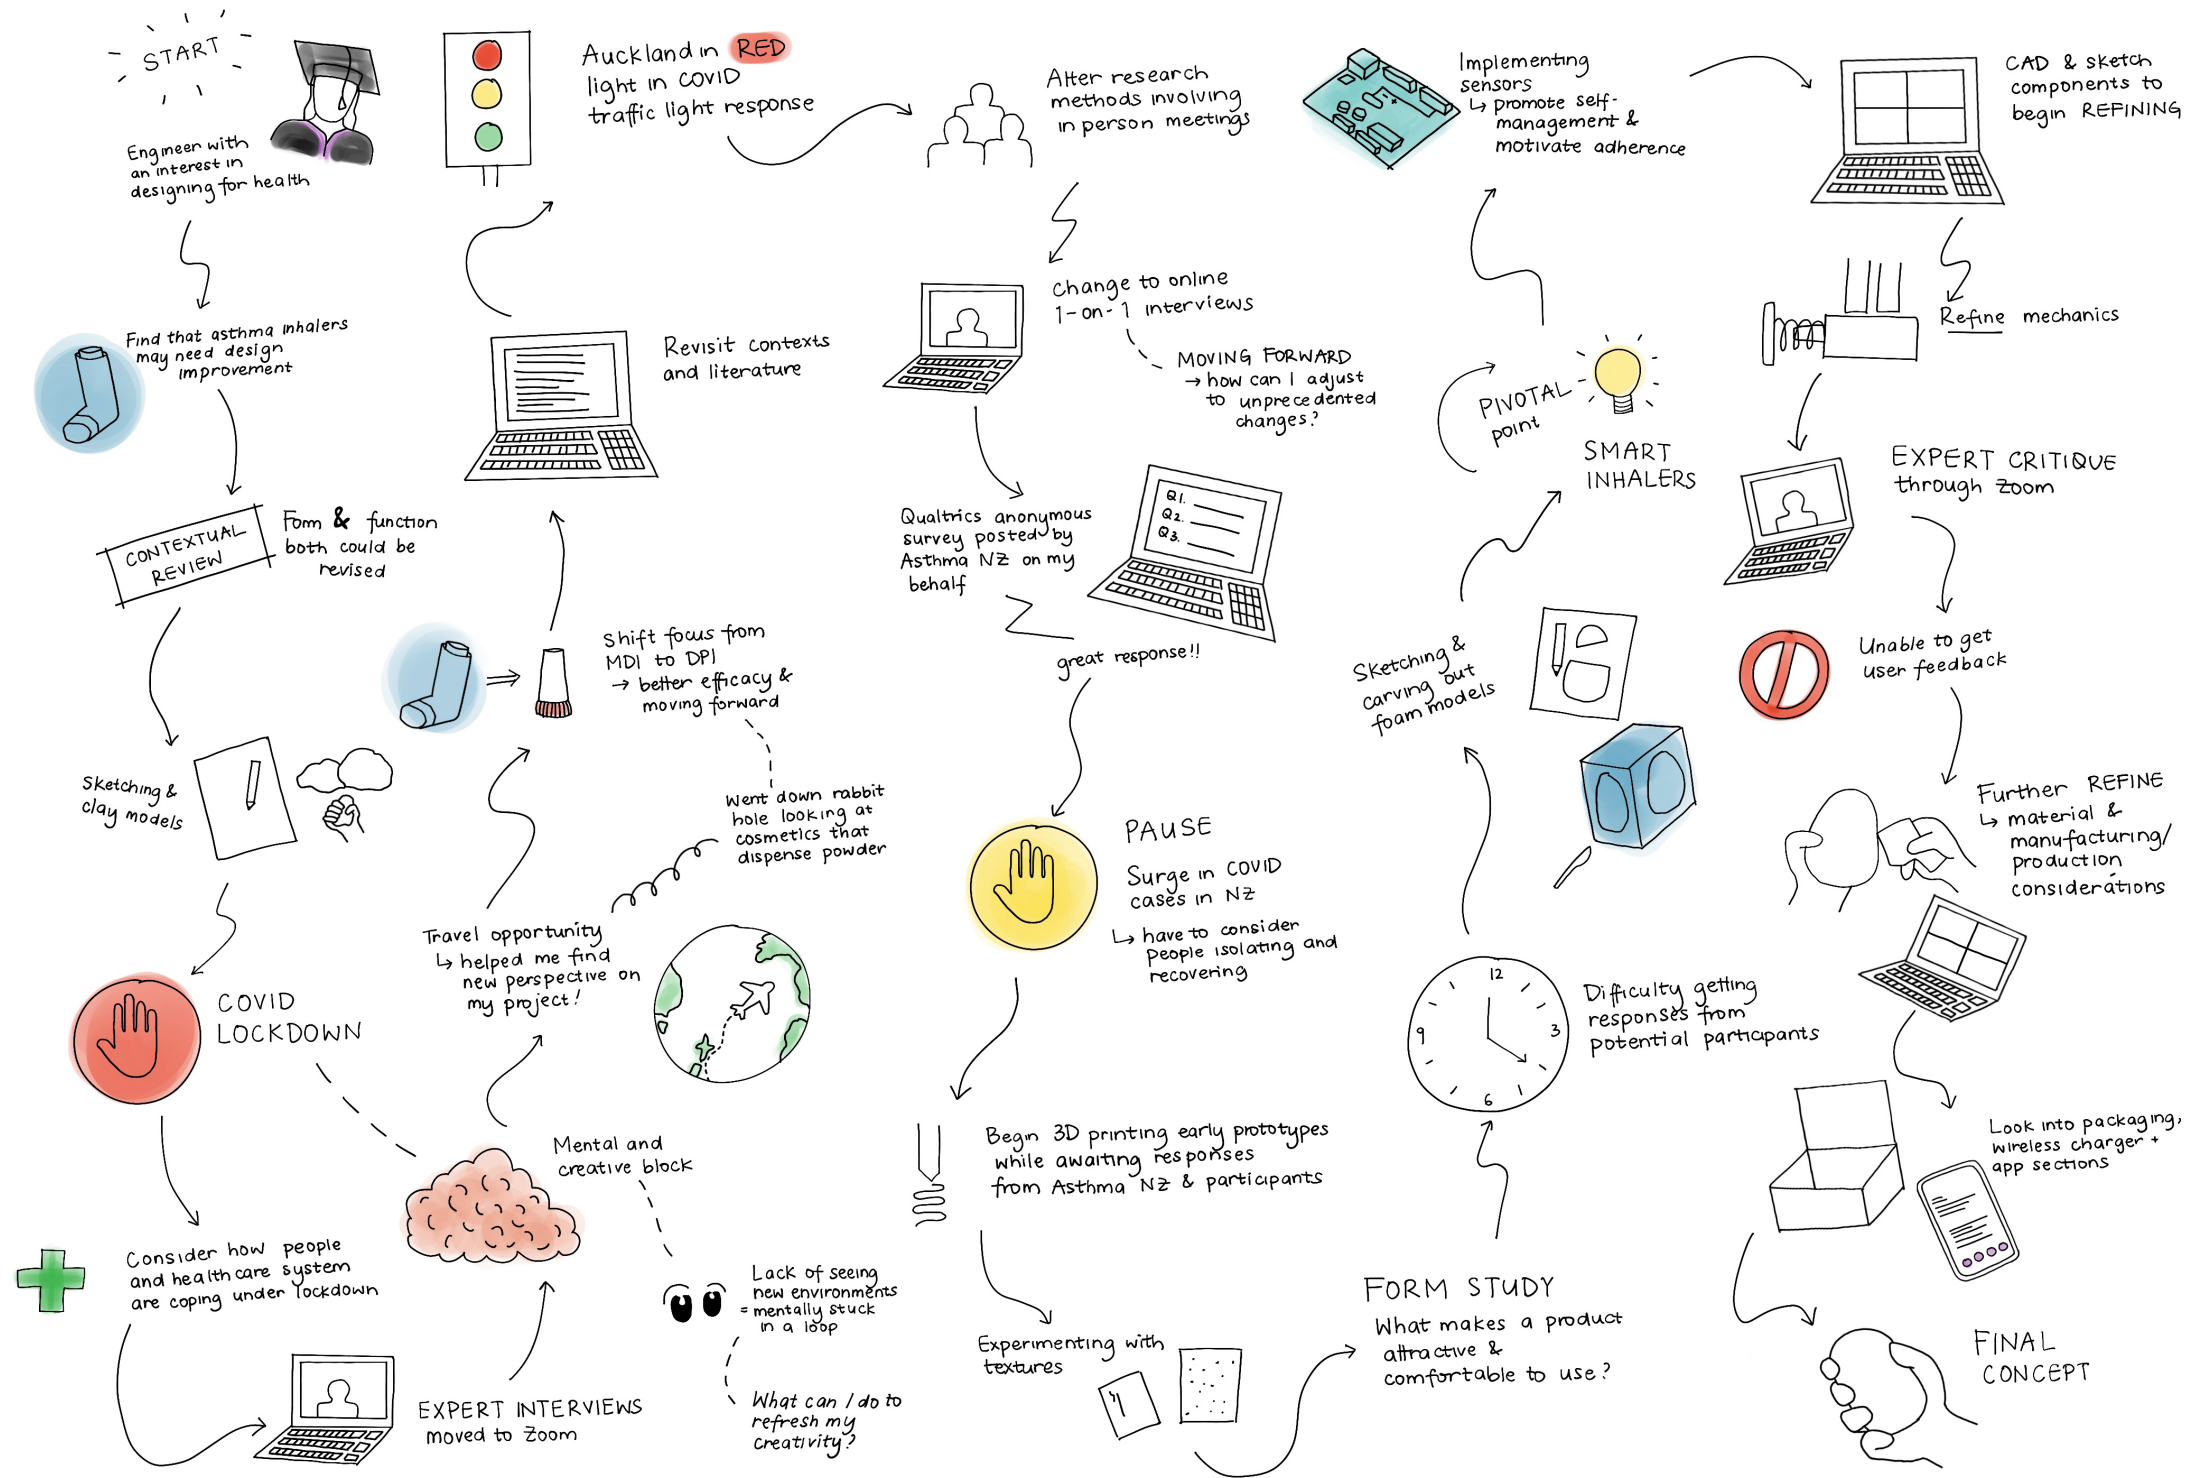 START
Engineer with
an interest in
designing for health
Find that asthma inhalers
may need design
improvement
CONTEXTUAL
REVIEW
Form & function
both could be
revised
Sketching &
clay models
COVID
LOCKDOWN
Consider how people
and healthcare system
are coping under lockdown
EXPERT INTERVIEWS
moved to Zoom
Mental and
creative block
Lack of seeing
new environments
= mentally stuck
in a loop
What can I do to
refresh my
creativity?
Travel opportunity
↳ helped me find
new perspective on
my project!
Went down rabbit
hole looking at
cosmetics that
dispense powder
Shift focus from
MDI to DPI
→ better efficacy &
moving forward
Revisit contexts
and literature
Auckland in RED
light in COVID
traffic light response
Alter research
methods involving
in person meetings
Change to online
1-on-1 interviews
MOVING FORWARD
→ how can I adjust
to unprecedented
changes?
Qualtrics anonymous
survey posted by
Asthma NZ on my
behalf
Q1.
Q2.
Q3.
great response!!
PAUSE
Surge in COVID
cases in NZ
↳ have to consider
people isolating and
recovering
Begin 3D printing early prototypes
while awaiting responses
from Asthma NZ & participants
Experimenting with
textures
FORM STUDY
What makes a product
attractive &
comfortable to use?
12
9
3
6
Difficulty getting
responses from
potential participants
Sketching &
carving out
foam models
SMART
INHALERS
PIVOTAL
point
Implementing
sensors
↳ promote self-
management &
motivate adherence
CAD & sketch
components to
begin REFINING
Refine mechanics
EXPERT CRITIQUE
through Zoom
Unable to get
user feedback
Further REFINE
↳ material &
manufacturing/
production
considerations
Look into packaging,
wireless charger +
app sections
FINAL
CONCEPT